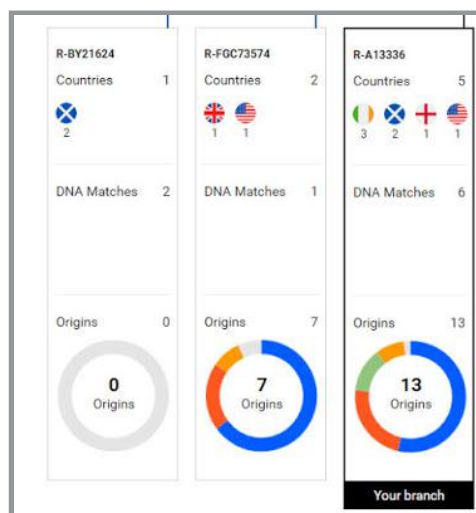 R-BY21624
Countries 1
2
DNA Matches 2
Origins 0
0
Origins
R-FGC73574
Countries 2
1 1
DNA Matches 1
Origins 7
7
Origins
R-A13336
Countries 5
3 2 1 1
DNA Matches 6
Origins 13
13
Origins
Your branch